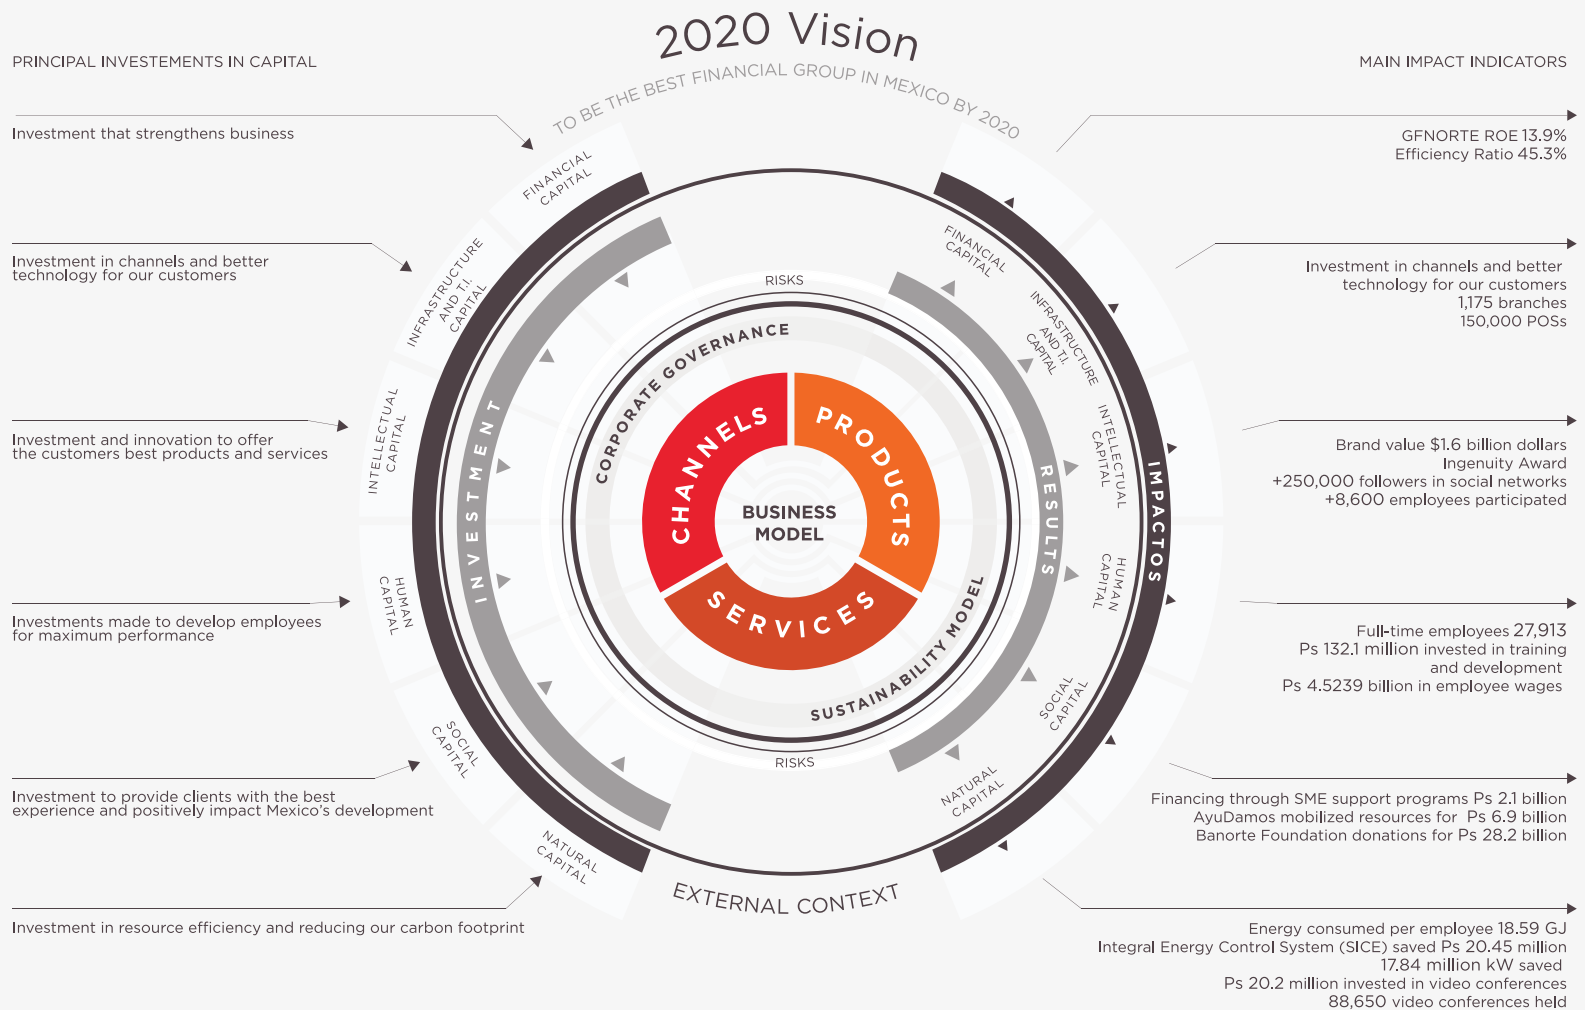 2020 Vision
TO BE THE BEST FINANCIAL GROUP IN MEXICO BY 2020
PRINCIPAL INVESTEMENTS IN CAPITAL
Investment that strengthens business
Investment in channels and better
technology for our customers
Investment and innovation to offer
the customers best products and services
Investments made to develop employees
for maximum performance
Investment to provide clients with the best
experience and positively impact Mexico's development
Investment in resource efficiency and reducing our carbon footprint
FINANCIAL
CAPITAL
INFRASTRUCTURE
AND T.I.
CAPITAL
INTELLECTUAL
CAPITAL
HUMAN
CAPITAL
SOCIAL
CAPITAL
NATURAL
CAPITAL
INVESTMENT
RISKS
CORPORATE GOVERNANCE
CHANNELS
PRODUCTS
SERVICES
BUSINESS
MODEL
SUSTAINABILITY MODEL
RISKS
RESULTS
FINANCIAL
CAPITAL
INFRASTRUCTURE
AND T.I.
CAPITAL
INTELLECTUAL
CAPITAL
HUMAN
CAPITAL
SOCIAL
CAPITAL
NATURAL
CAPITAL
IMPACTOS
EXTERNAL CONTEXT
MAIN IMPACT INDICATORS
GFNORTE ROE 13.9%
Efficiency Ratio 45.3%
Investment in channels and better
technology for our customers
1,175 branches
150,000 POSs
Brand value $1.6 billion dollars
Ingenuity Award
+250,000 followers in social networks
+8,600 employees participated
Full-time employees 27,913
Ps 132.1 million invested in training
and development
Ps 4.5239 billion in employee wages
Financing through SME support programs Ps 2.1 billion
AyuDamos mobilized resources for Ps 6.9 billion
Banorte Foundation donations for Ps 28.2 billion
Energy consumed per employee 18.59 GJ
Integral Energy Control System (SICE) saved Ps 20.45 million
17.84 million kW saved
Ps 20.2 million invested in video conferences
88,650 video conferences held